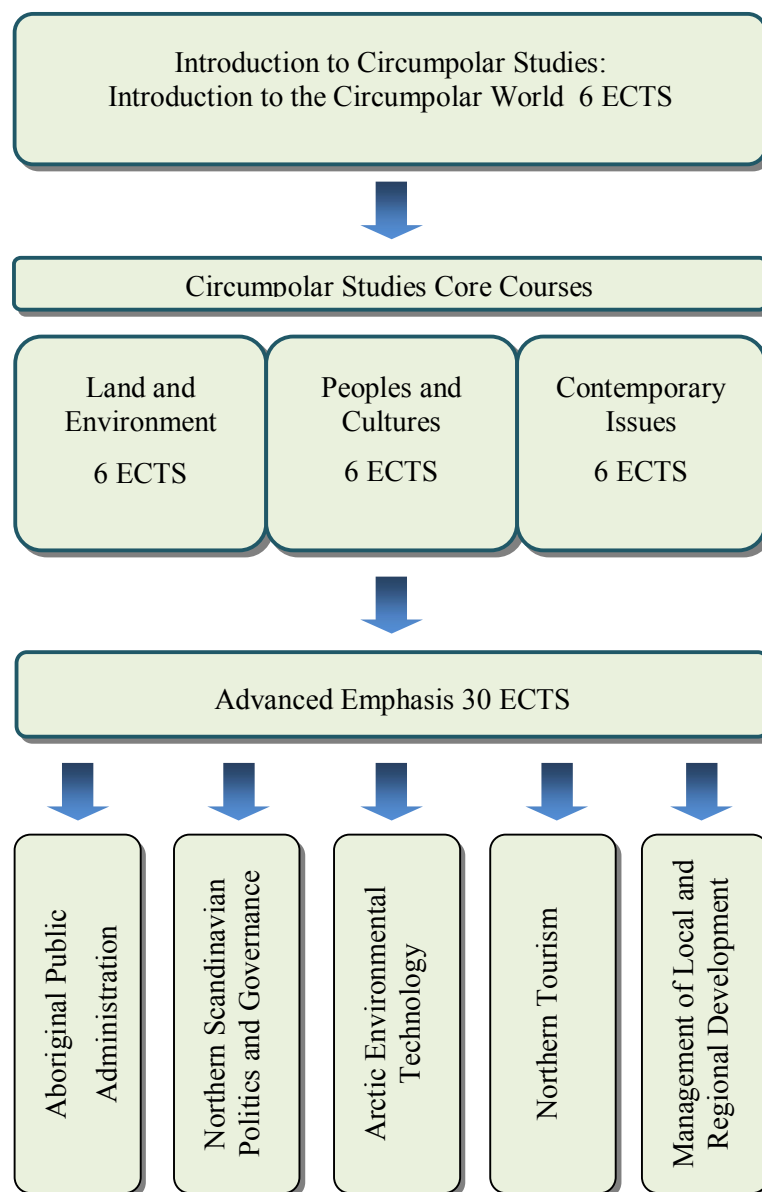 Introduction to Circumpolar Studies:
Introduction to the Circumpolar World 6 ECTS
Circumpolar Studies Core Courses
Land and
Environment
6 ECTS
Peoples and
Cultures
6 ECTS
Contemporary
Issues
6 ECTS
Advanced Emphasis 30 ECTS
Aboriginal Public
Administration
Northern Scandinavian
Politics and Governance
Arctic Environmental
Technology
Northern Tourism
Management of Local and
Regional Development